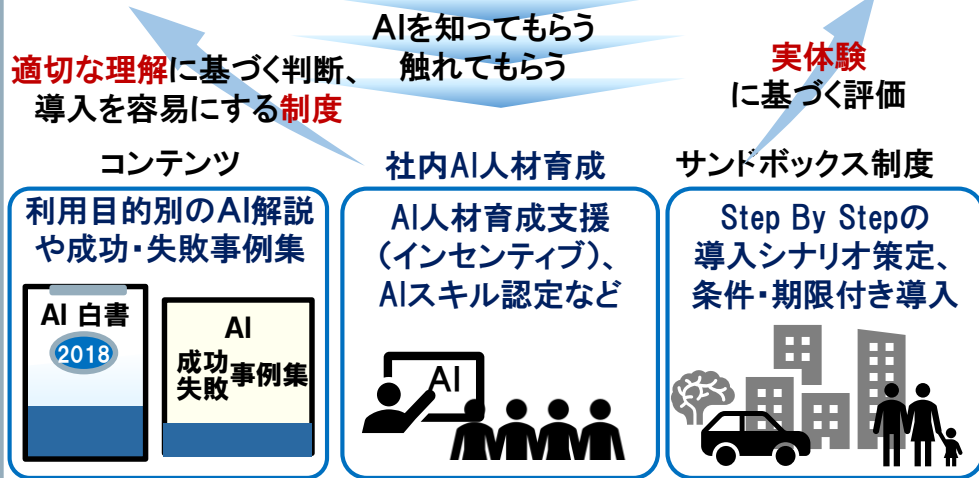 AIを知ってもらう
触れてもらう
適切な理解に基づく判断、
導入を容易にする制度
実体験
に基づく評価
コンテンツ
利用目的別のAI解説
や成功・失敗事例集
AI 白書
2018
AI
成功
失敗
事例集
社内AI人材育成
AI人材育成支援
(インセンティブ)、
AIスキル認定など
AI
サンドボックス制度
Step By Stepの
導入シナリオ策定、
条件・期限付き導入